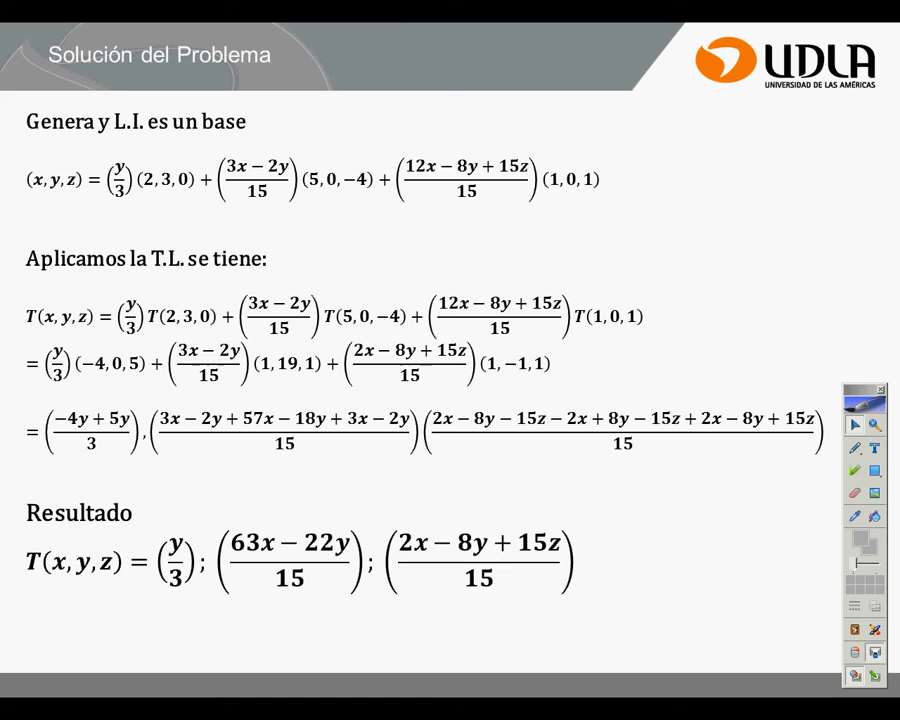 Solución del Problema
UDLA
UNIVERSIDAD DE LAS AMÉRICAS
Genera y L.I. es un base
(x, y, z) = (y/3) (2, 3, 0) + ((3x − 2y)/15) (5, 0, −4) + ((12x − 8y + 15z)/15) (1, 0, 1)
Aplicamos la T.L. se tiene:
T(x, y, z) = (y/3) T(2, 3, 0) + ((3x − 2y)/15) T(5, 0, −4) + ((12x − 8y + 15z)/15) T(1, 0, 1)
= (y/3) (−4, 0, 5) + ((3x − 2y)/15) (1, 19, 1) + ((2x − 8y + 15z)/15) (1, −1, 1)
= ((−4y + 5y)/3), ((3x − 2y + 57x − 18y + 3x − 2y)/15) ((2x − 8y − 15z − 2x + 8y − 15z + 2x − 8y + 15z)/15)
Resultado
T(x, y, z) = (y/3); ((63x − 22y)/15); ((2x − 8y + 15z)/15)